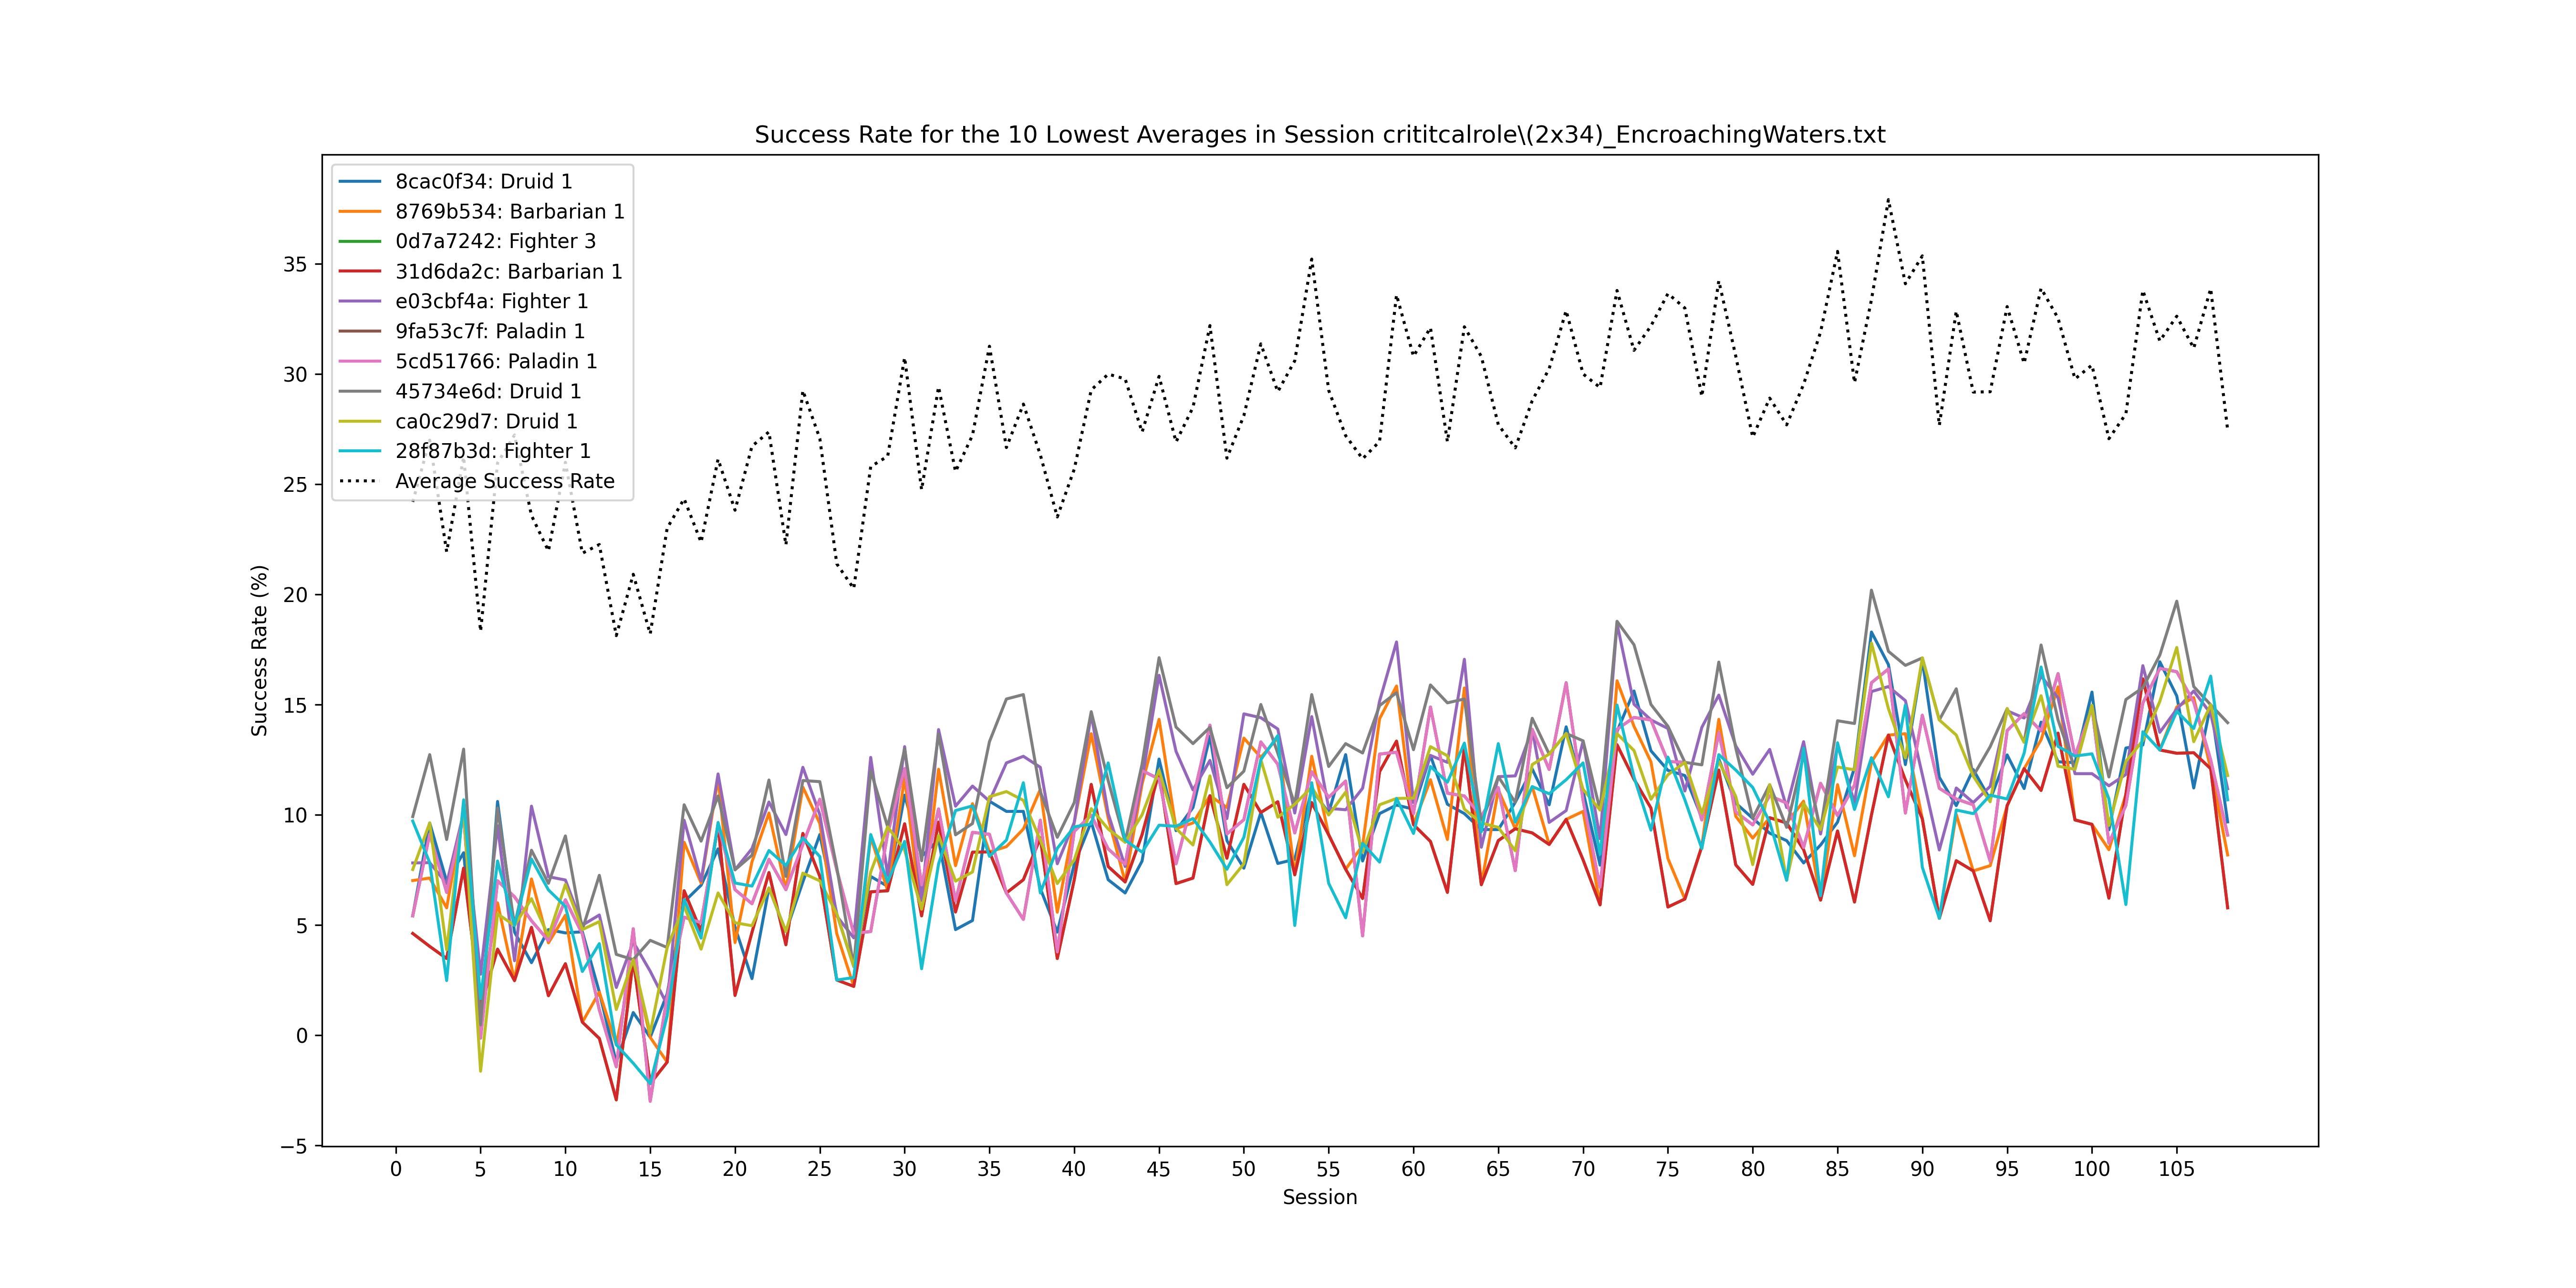 Success Rate for the 10 Lowest Averages in Session crititcalrole\(2x34)_EncroachingWaters.txt
8cac0f34: Druid 1
8769b534: Barbarian 1
0d7a7242: Fighter 3
31d6da2c: Barbarian 1
e03cbf4a: Fighter 1
9fa53c7f: Paladin 1
5cd51766: Paladin 1
45734e6d: Druid 1
ca0c29d7: Druid 1
28f87b3d: Fighter 1
Average Success Rate
Success Rate (%)
35
30
25
20
15
10
5
0
−5
0 5 10 15 20 25 30 35 40 45 50 55 60 65 70 75 80 85 90 95 100 105
Session